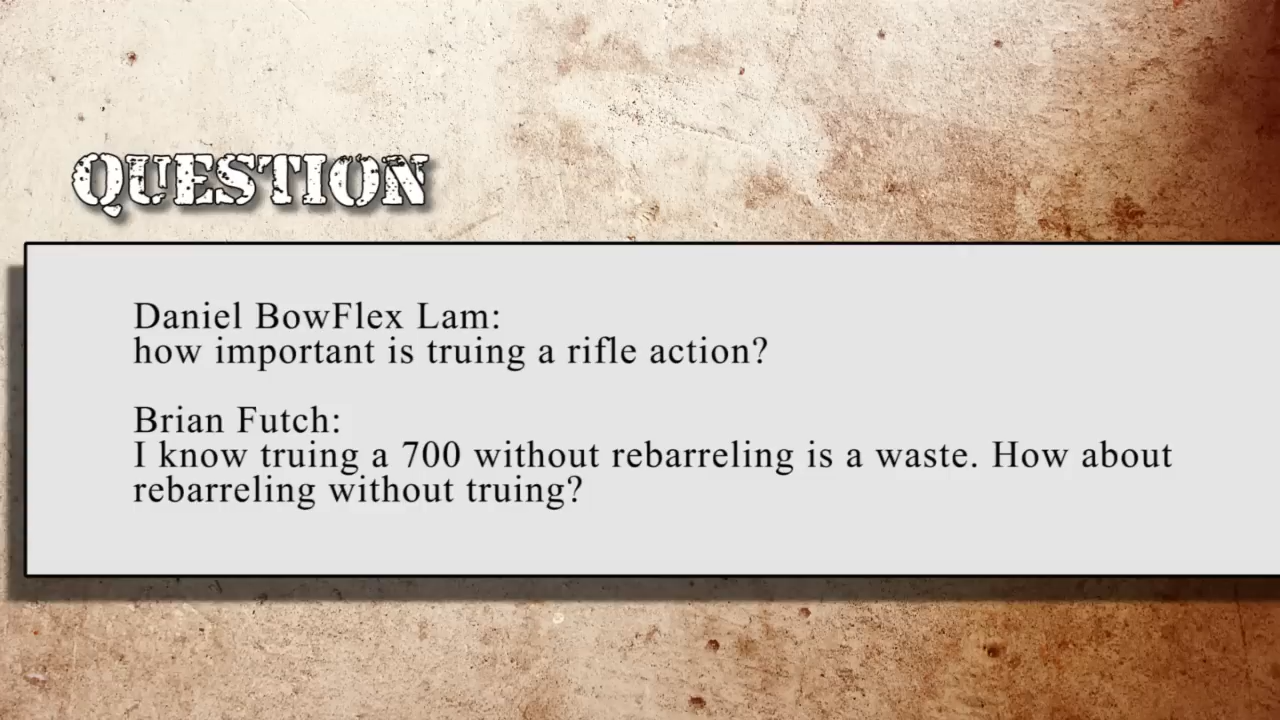 QUESTION
Daniel BowFlex Lam:
how important is truing a rifle action?
Brian Futch:
I know truing a 700 without rebarreling is a waste. How about
rebarreling without truing?